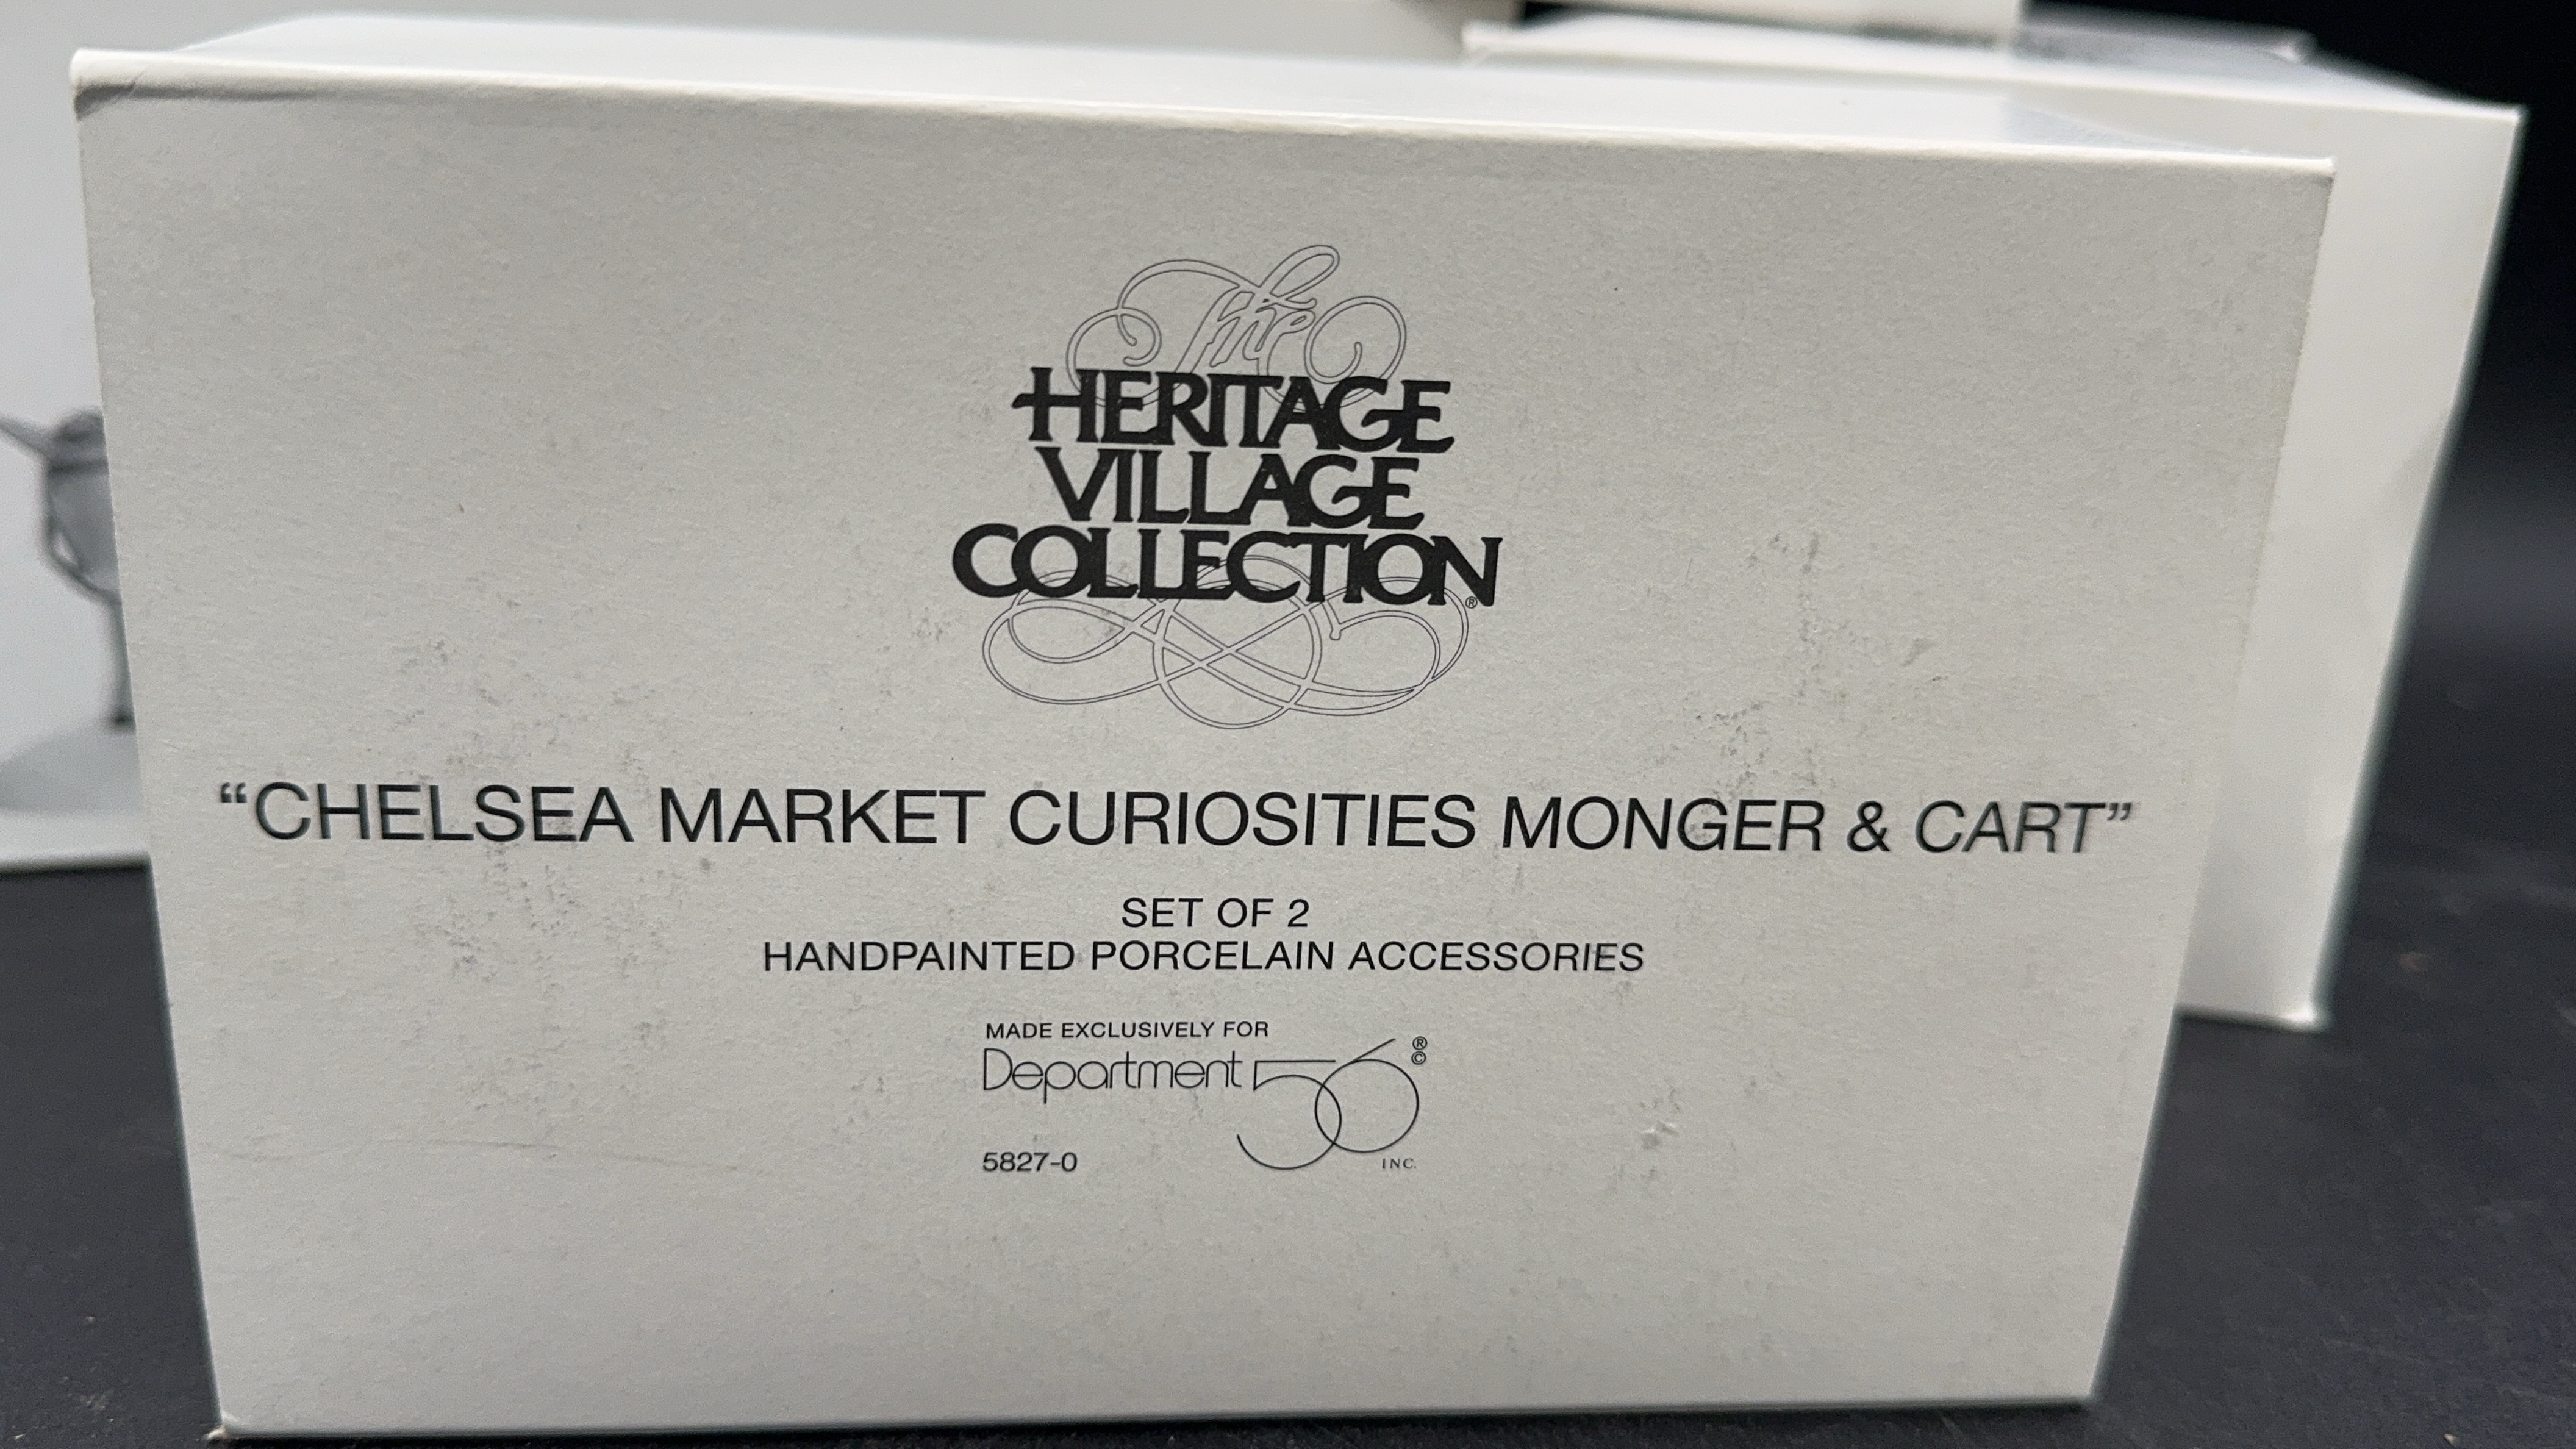 The
HERITAGE
VILLAGE
COLLECTION®
“CHELSEA MARKET CURIOSITIES MONGER & CART”
SET OF 2
HANDPAINTED PORCELAIN ACCESSORIES
MADE EXCLUSIVELY FOR
Department 56 ® ©
5827-0 INC.